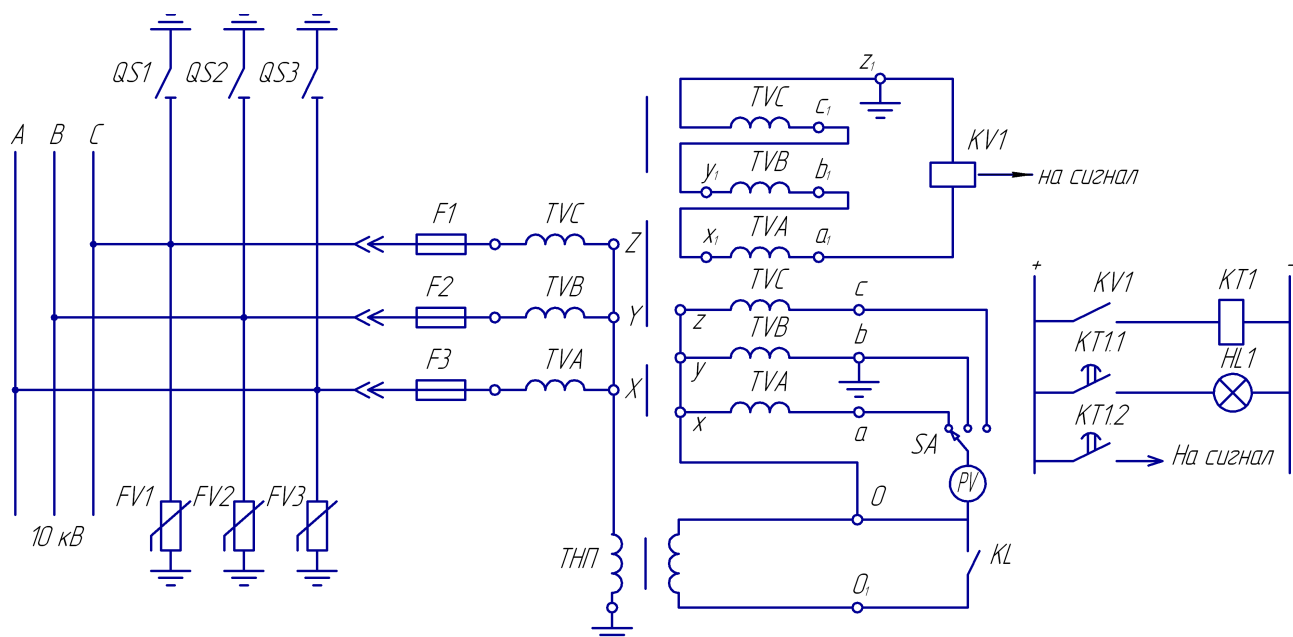 QS1 QS2 QS3
A B C
F1 TVC Z
F2 TVB Y
F3 TVA X
FV1 FV2 FV3
10 кВ
ТНП
z₁
TVC c₁
KV1
на сигнал
y₁ TVB b₁
x₁ TVA a₁
TVC c
z
TVB b
y
TVA
x a
SA
PV
O
KL
O₁
+ -
KV1 KT1
KT1.1 HL1
KT1.2
На сигнал